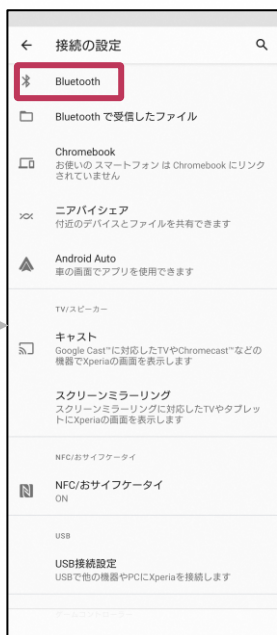 接続の設定
Bluetooth
Bluetooth で受信したファイル
Chromebook
お使いの スマートフォン は Chromebook にリンク
されていません
ニアバイシェア
付近のデバイスとファイルを共有できます
Android Auto
車の画面でアプリを使用できます
TV/スピーカー
キャスト
Google Cast™に対応したTVやChromecast™などの
機器でXperiaの画面を表示します
スクリーンミラーリング
スクリーンミラーリングに対応したTVやタブレッ
トにXperiaの画面を表示します
NFC/おサイフケータイ
NFC/おサイフケータイ
ON
USB
USB接続設定
USBで他の機器やPCにXperiaを接続します